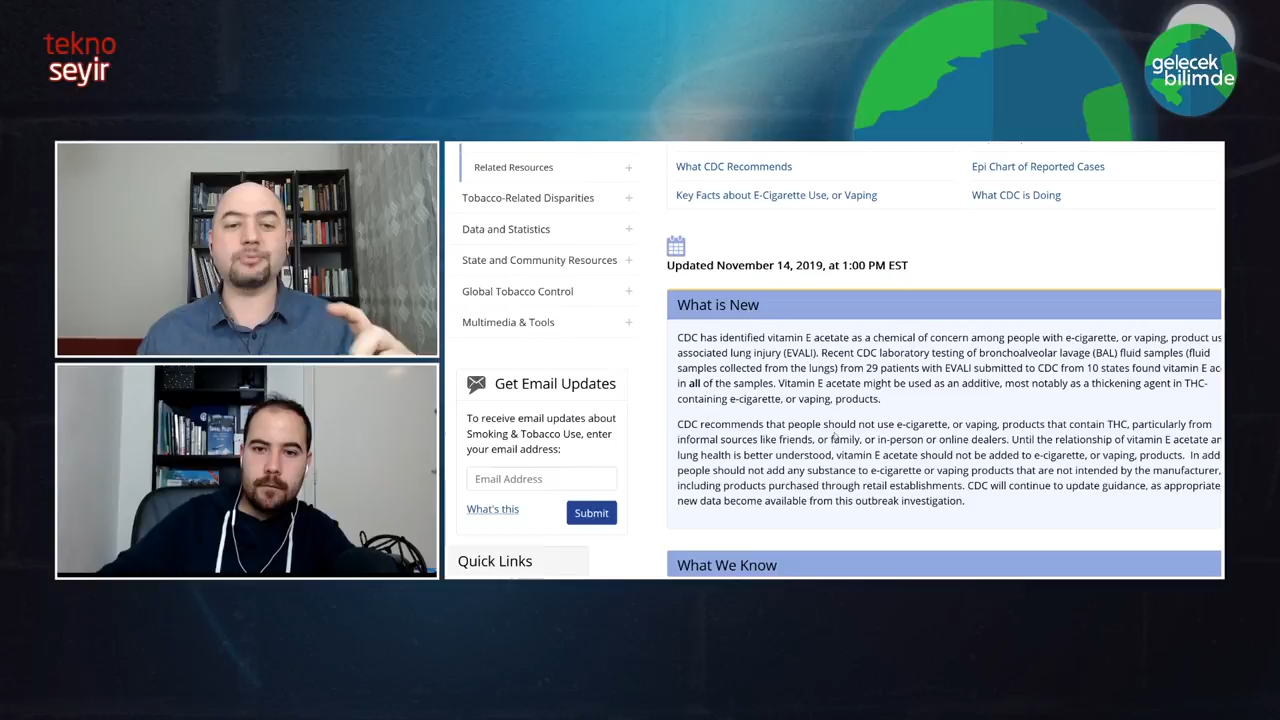 tekno
seyir
gelecek
bilimde
Related Resources
Tobacco-Related Disparities
Data and Statistics
State and Community Resources
Global Tobacco Control
Multimedia & Tools
Get Email Updates
To receive email updates about
Smoking & Tobacco Use, enter
your email address:
Email Address
What's this
Submit
Quick Links
What CDC Recommends
Epi Chart of Reported Cases
Key Facts about E-Cigarette Use, or Vaping
What CDC is Doing
Updated November 14, 2019, at 1:00 PM EST
What is New
CDC has identified vitamin E acetate as a chemical of concern among people with e-cigarette, or vaping, product us
associated lung injury (EVALI). Recent CDC laboratory testing of bronchoalveolar lavage (BAL) fluid samples (fluid
samples collected from the lungs) from 29 patients with EVALI submitted to CDC from 10 states found vitamin E ac
in all of the samples. Vitamin E acetate might be used as an additive, most notably as a thickening agent in THC-
containing e-cigarette, or vaping, products.
CDC recommends that people should not use e-cigarette, or vaping, products that contain THC, particularly from
informal sources like friends, or family, or in-person or online dealers. Until the relationship of vitamin E acetate an
lung health is better understood, vitamin E acetate should not be added to e-cigarette, or vaping, products. In add
people should not add any substance to e-cigarette or vaping products that are not intended by the manufacturer,
including products purchased through retail establishments. CDC will continue to update guidance, as appropriate
new data become available from this outbreak investigation.
What We Know